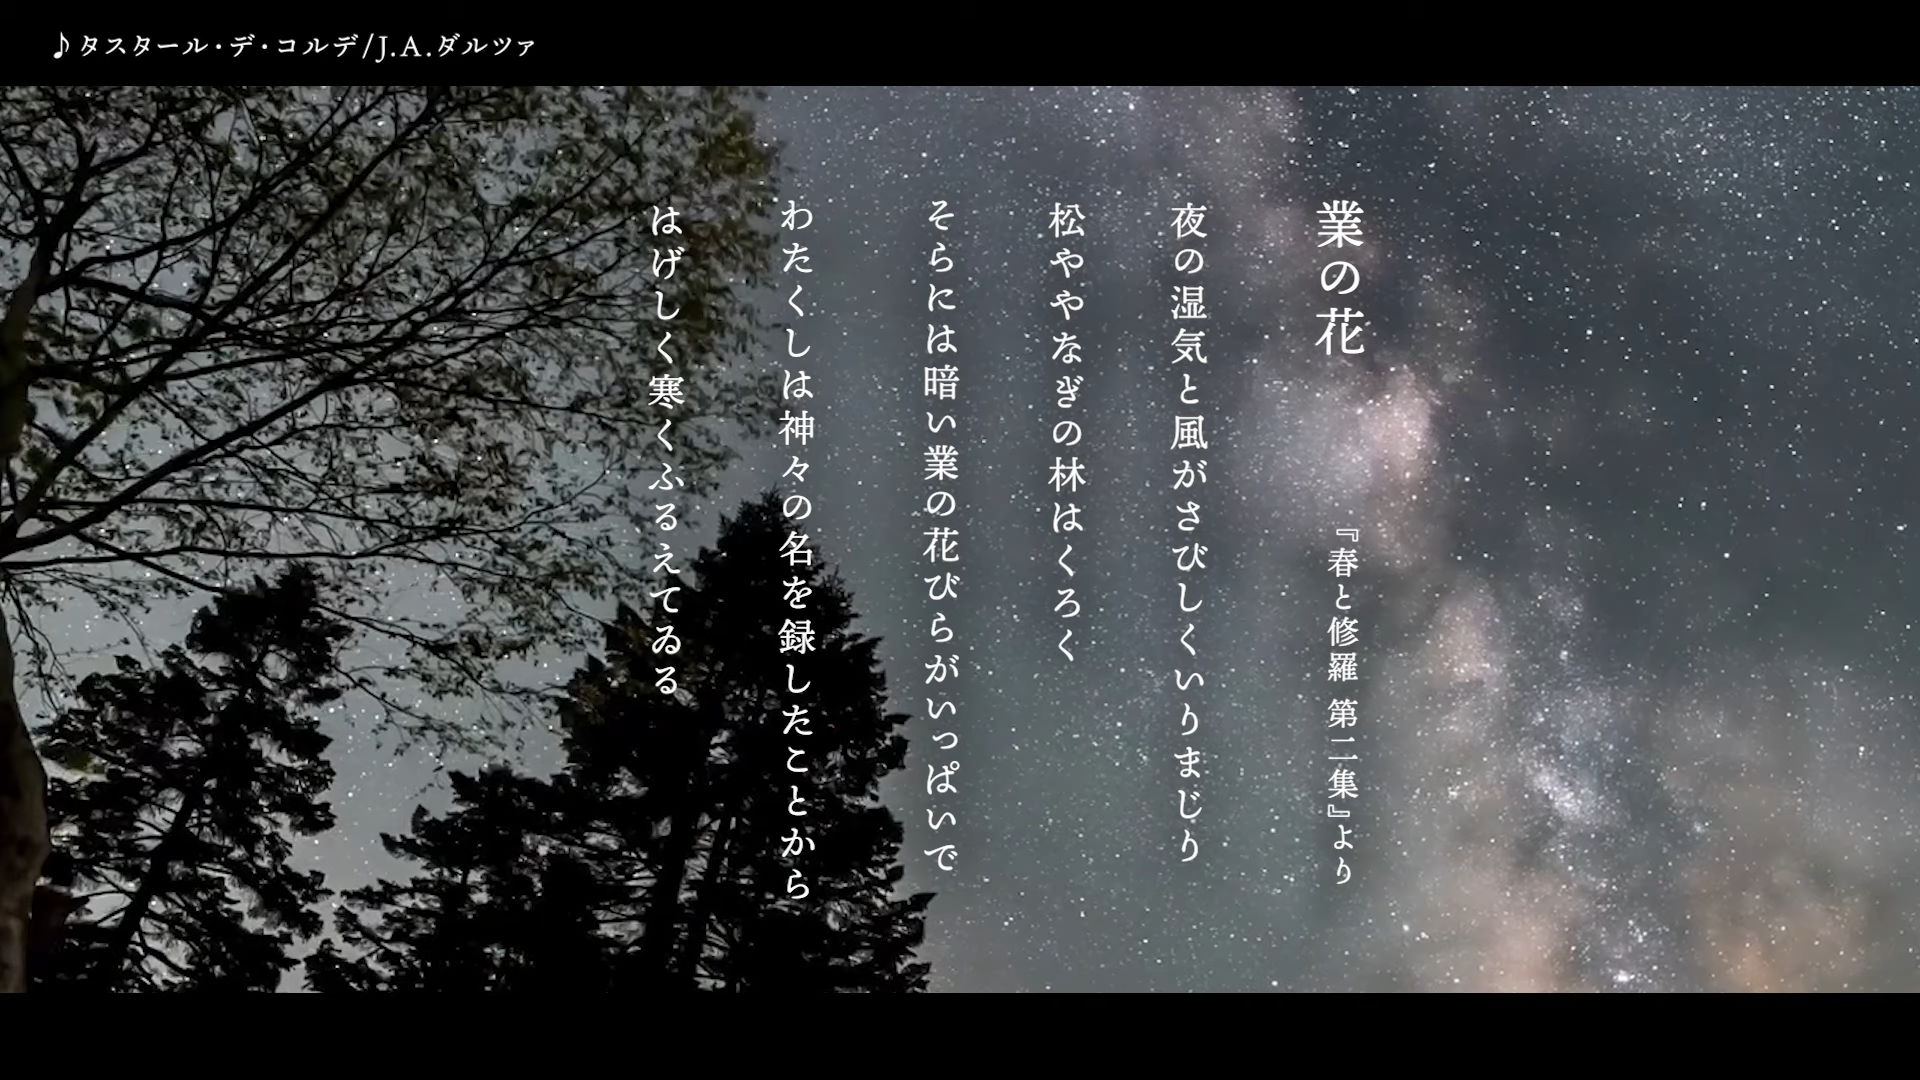 ♪タスタール・デ・コルデ/J.A.ダルツァ
業の花
『春と修羅 第二集』より
夜の湿気と風がさびしくいりまじり
松ややなぎの林はくろく
そらには暗い業の花びらがいっぱいで
わたくしは神々の名を録したことから
はげしく寒くふるえてゐる